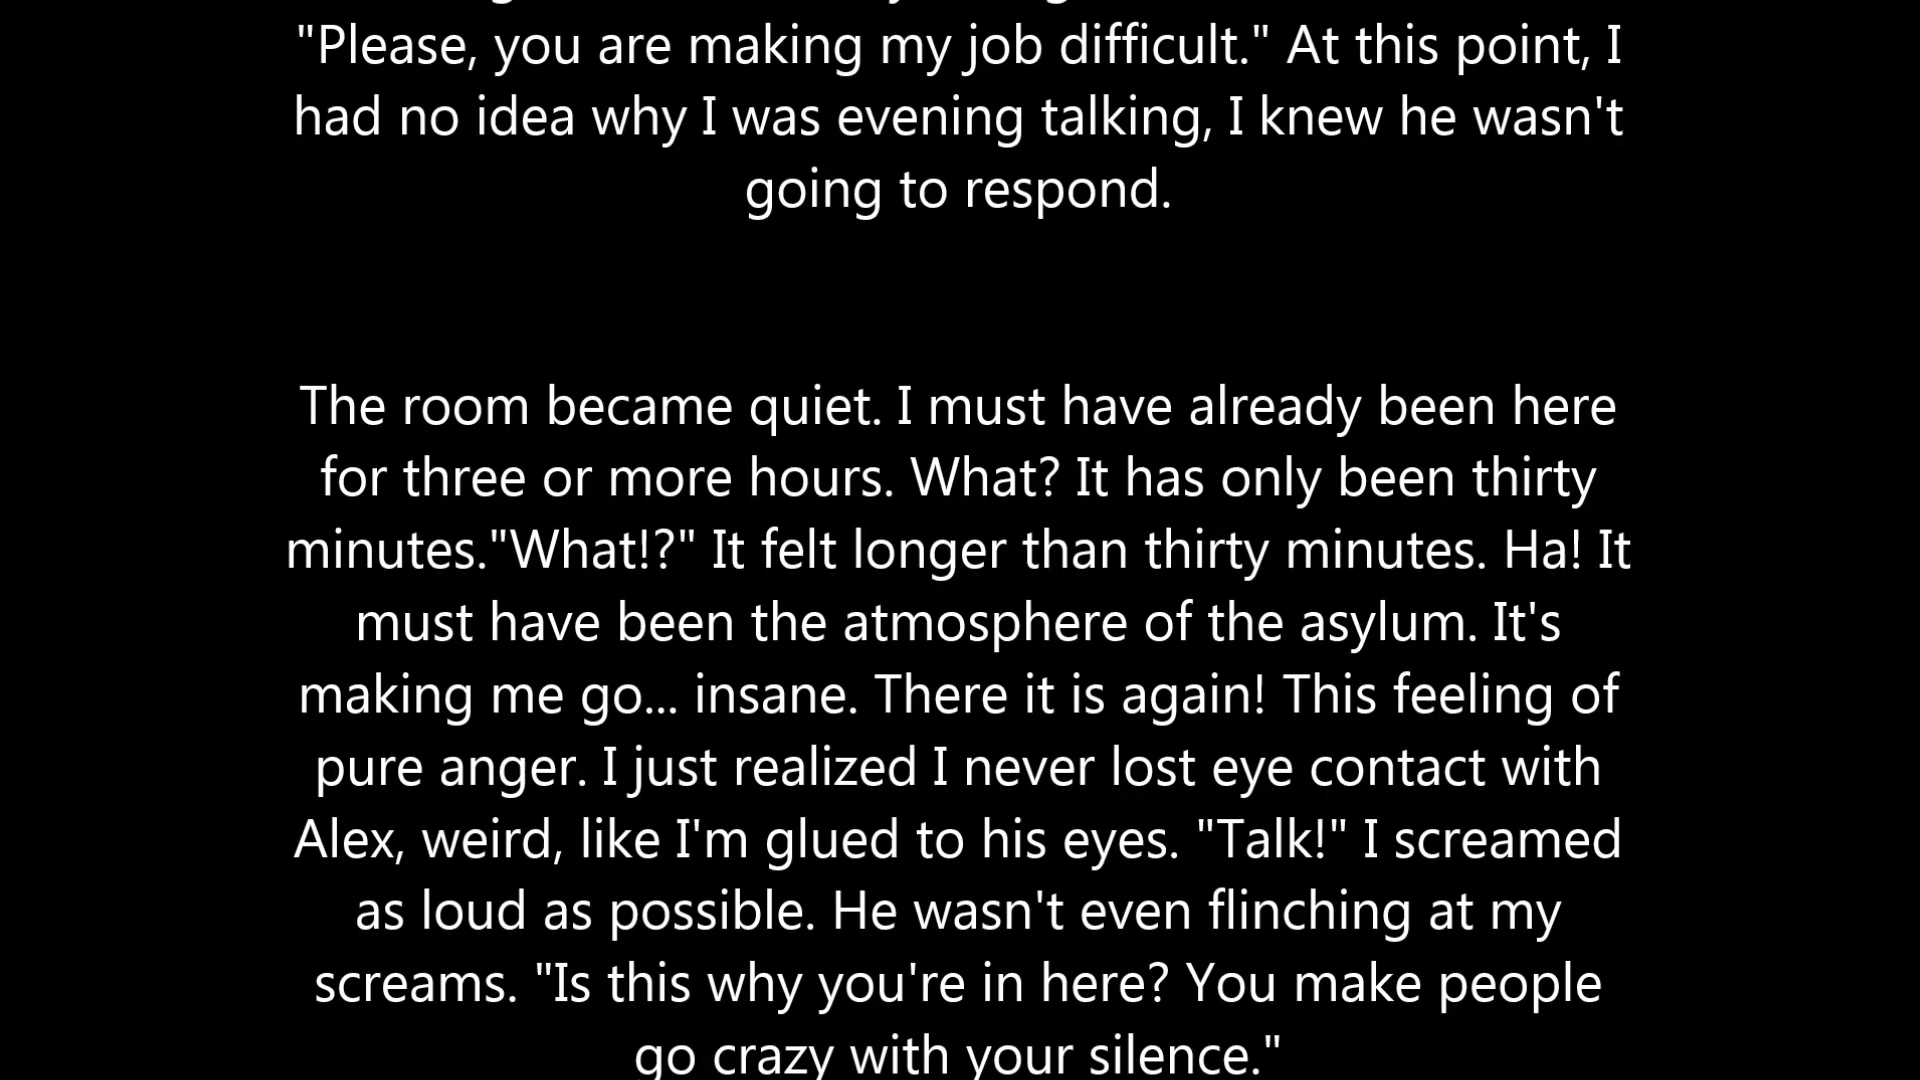 "Please, you are making my job difficult." At this point, I
had no idea why I was evening talking, I knew he wasn't
going to respond.
The room became quiet. I must have already been here
for three or more hours. What? It has only been thirty
minutes."What!?" It felt longer than thirty minutes. Ha! It
must have been the atmosphere of the asylum. It's
making me go... insane. There it is again! This feeling of
pure anger. I just realized I never lost eye contact with
Alex, weird, like I'm glued to his eyes. "Talk!" I screamed
as loud as possible. He wasn't even flinching at my
screams. "Is this why you're in here? You make people
go crazy with your silence."